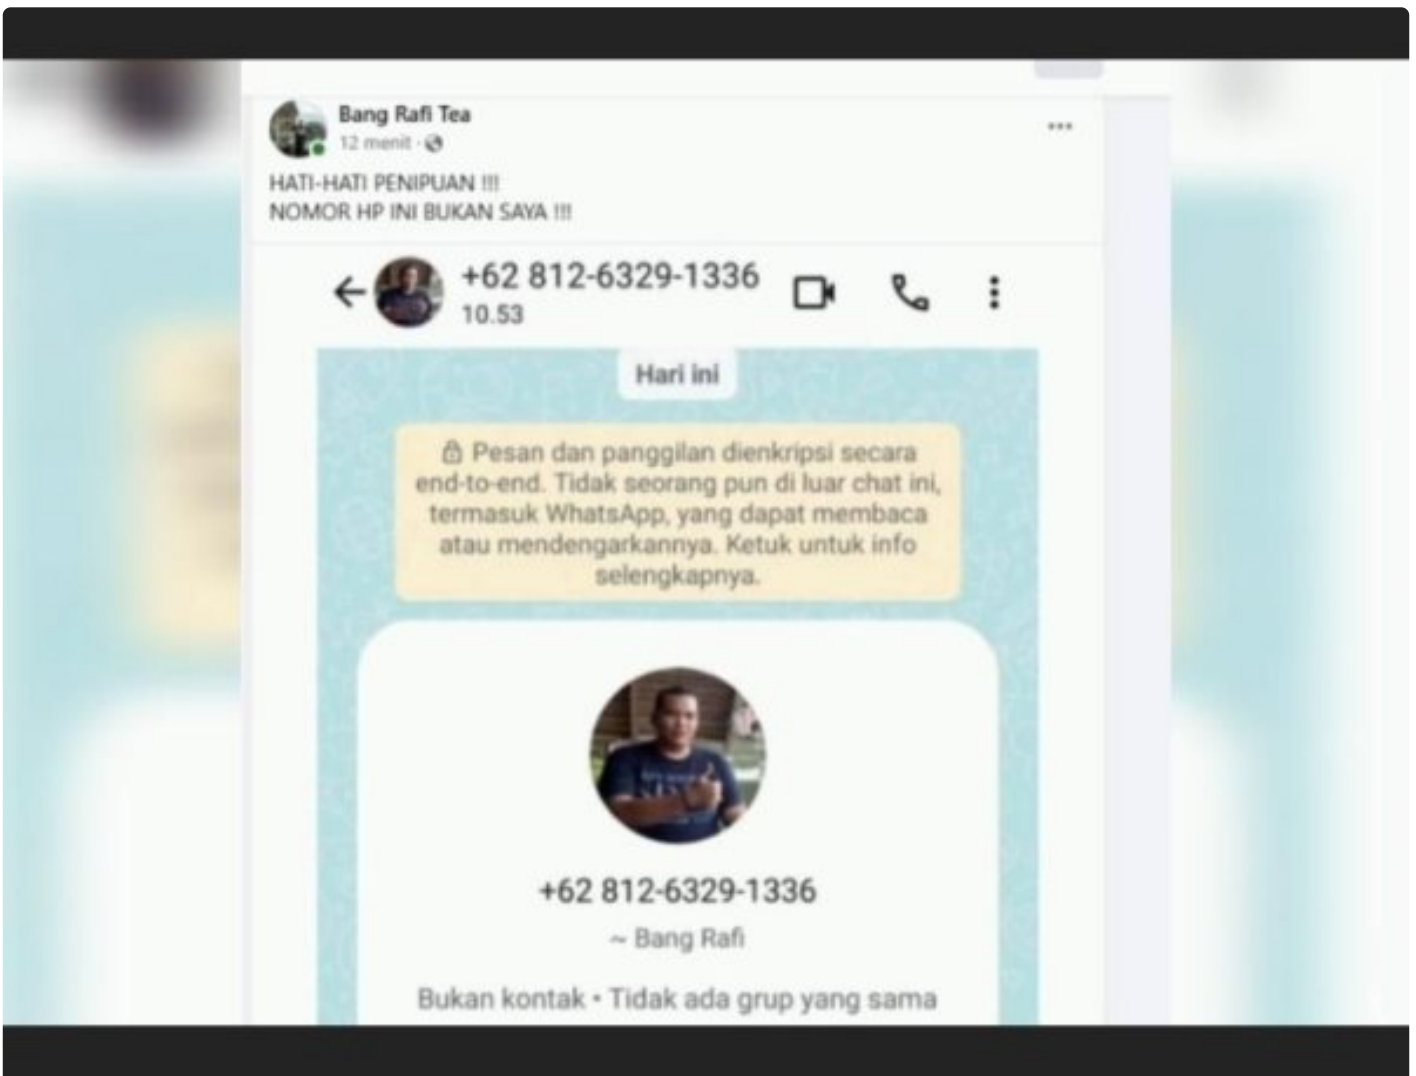 Bang Rafi Tea
12 menit ·
HATI-HATI PENIPUAN !!!
NOMOR HP INI BUKAN SAYA !!!
+62 812-6329-1336
10.53
Hari ini
Pesan dan panggilan dienkripsi secara
end-to-end. Tidak seorang pun di luar chat ini,
termasuk WhatsApp, yang dapat membaca
atau mendengarkannya. Ketuk untuk info
selengkapnya.
+62 812-6329-1336
~ Bang Rafi
Bukan kontak • Tidak ada grup yang sama